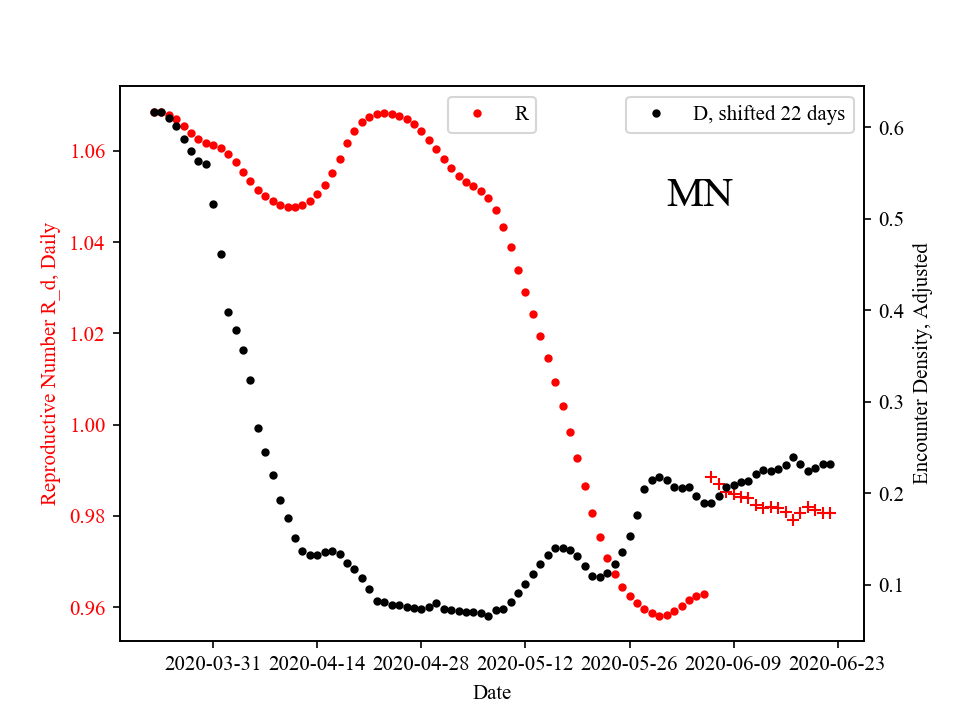 R
D, shifted 22 days
MN
Reproductive Number R_d, Daily
1.06
1.04
1.02
1.00
0.98
0.96
0.6
0.5
0.4
0.3
0.2
0.1
Encounter Density, Adjusted
2020-03-31 2020-04-14 2020-04-28 2020-05-12 2020-05-26 2020-06-09 2020-06-23
Date